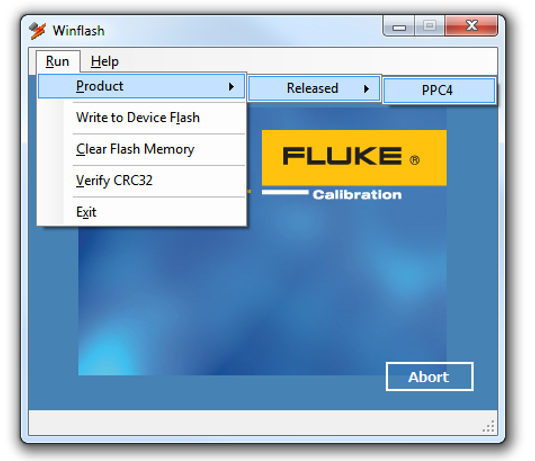 Winflash
Run Help
Product Released PPC4
Write to Device Flash
Clear Flash Memory
Verify CRC32
Exit
FLUKE ®
Calibration
Abort